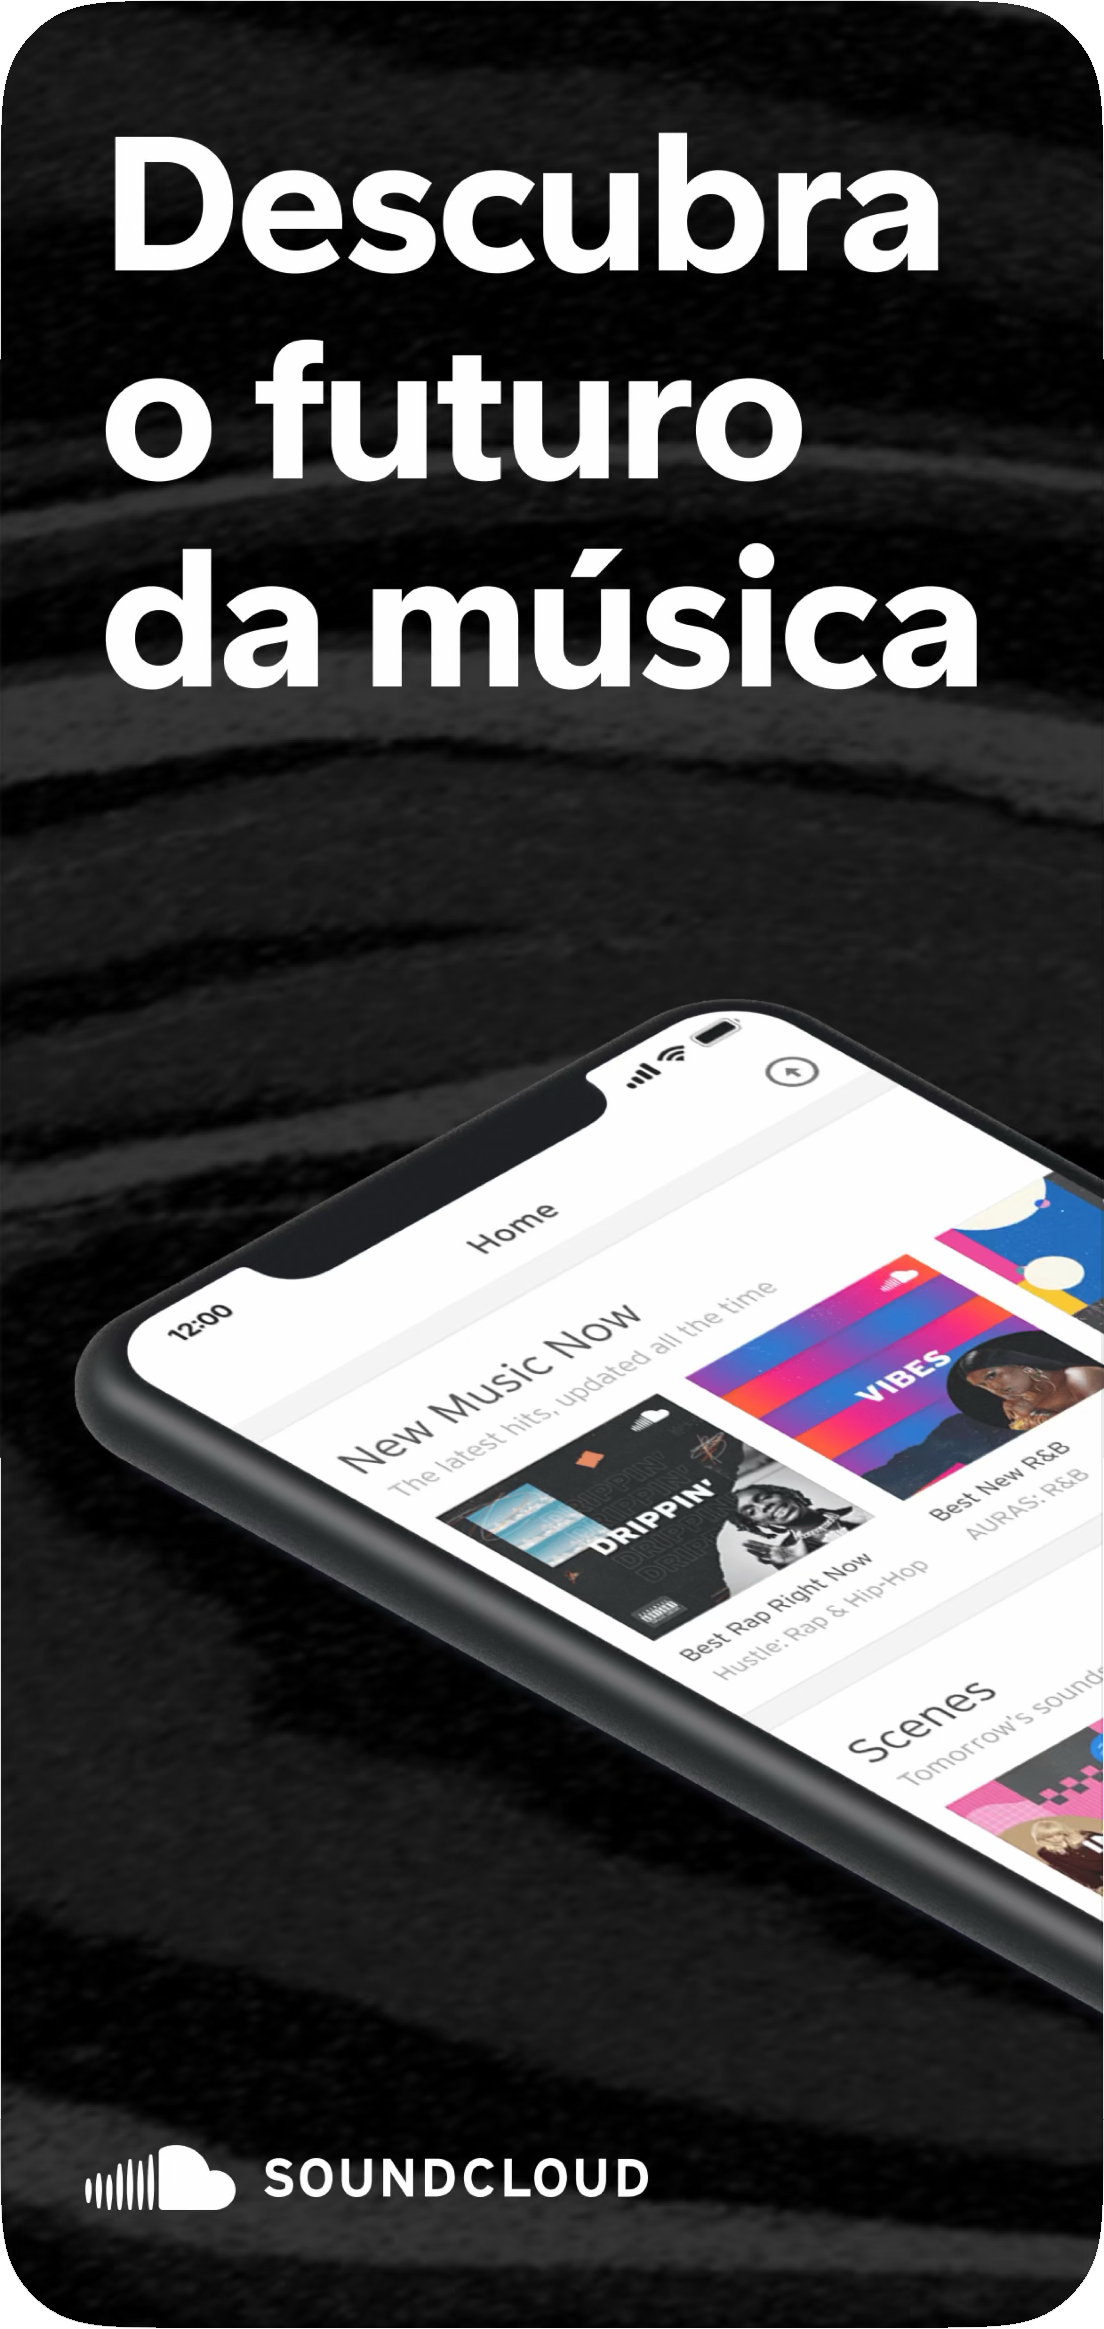 Descubra
o futuro
da música
12:00
Home
New Music Now
The latest hits, updated all the time
DRIPPIN'
Best Rap Right Now
Hustle: Rap & Hip-Hop
VIBES
Best New R&B
AURAS: R&B
Scenes
Tomorrow's sounds
SOUNDCLOUD